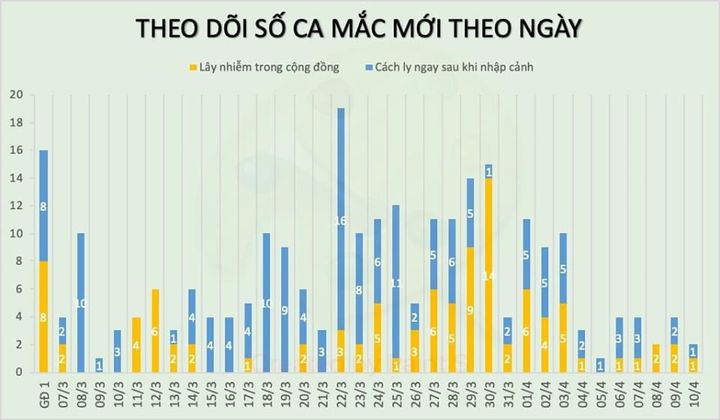 THEO DÕI SỐ CA MẮC MỚI THEO NGÀY
Lây nhiễm trong cộng đồng
Cách ly ngay sau khi nhập cảnh
20
18
16
14
12
10
8
6
4
2
0
8 2 10 1 3 1 4 4 4 4 10 9 4 3 16 8 6 11 2 5 5 5 1 2 5 5 5 2 1 3 3 2 1
8 2 4 6 2 2 1 2 3 2 5 1 3 6 6 9 14 2 6 4 5 1 1 1 2 2 1
GĐ 1 07/3 08/3 09/3 10/3 11/3 12/3 13/3 14/3 15/3 16/3 17/3 18/3 19/3 20/3 21/3 22/3 23/3 24/3 25/3 26/3 27/3 28/3 29/3 30/3 31/3 01/4 02/4 03/4 04/4 05/4 06/4 07/4 08/4 09/4 10/4